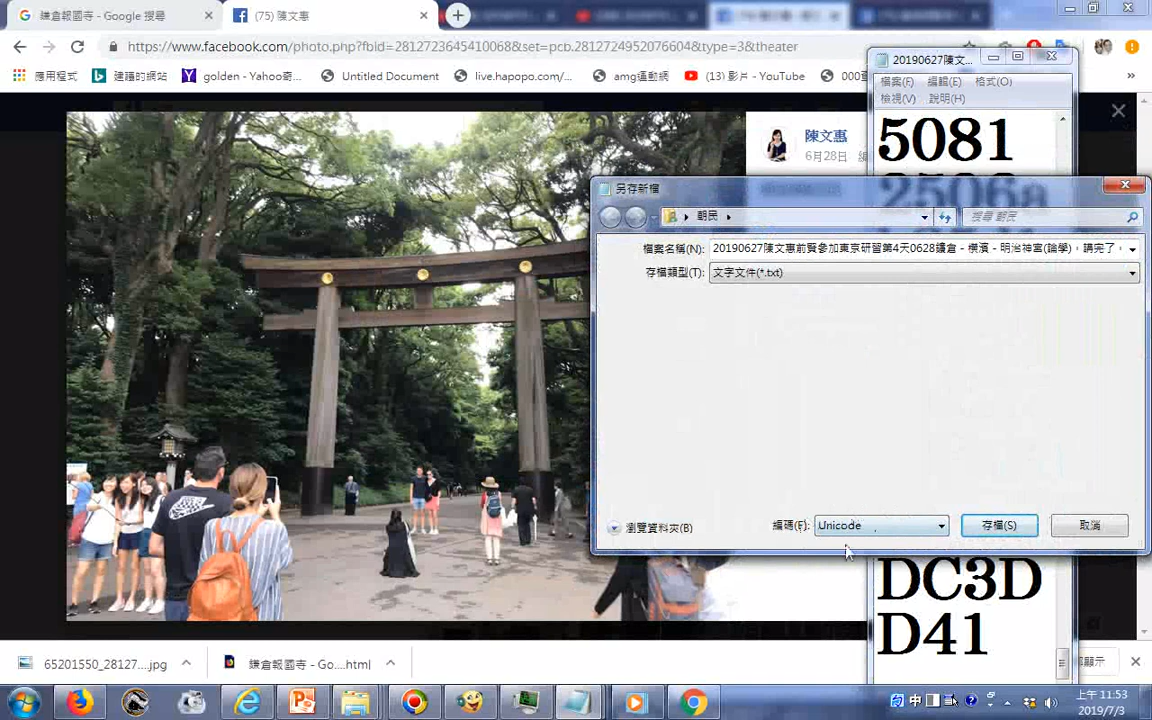 鎌倉報國寺 - Google 搜尋
(75) 陳文惠
https://www.facebook.com/photo.php?fbid=2812723645410068&set=pcb.2812724952076604&type=3&theater
應用程式
建議的網站
golden - Yahoo奇...
Untitled Document
live.hapopo.com/...
amg運動網
(13) 影片 - YouTube
000
»
20190627陳文...
檔案(F) 編輯(E) 格式(O)
檢視(V) 說明(H)
陳文惠
6月28日
5081
2506a
另存新檔
▸ 朝民 ▸
搜尋 朝民
檔案名稱(N): 20190627陳文惠前賢參加東京研習第4天0628鎌倉－橫濱－明治神宮(論學)，講完了，
存檔類型(T): 文字文件(*.txt)
瀏覽資料夾(B)
編碼(E): Unicode
存檔(S)
取消
DC3D
D41
65201550_28127....jpg
鎌倉報國寺 - Go....html
顯示
中
上午 11:53
2019/7/3